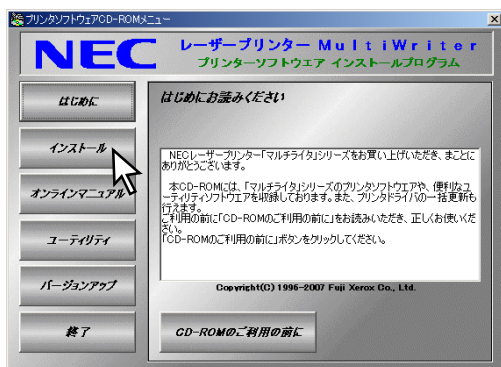 プリンタソフトウェアCD-ROMメニュー
NEC
レーザープリンター MultiWriter
プリンターソフトウエア インストールプログラム
はじめに
インストール
オンラインマニュアル
ユーティリティ
バージョンアップ
終了
はじめにお読みください
NECレーザープリンター「マルチライタ」シリーズをお買い上げいただき、まことに
ありがとうございます。
本CD-ROMには、「マルチライタ」シリーズのプリンタソフトウエアや、便利なユ
ーティリティソフトウエアを収録しております。また、プリンタドライバの一括更新も
行えます。
ご利用の前に「CD-ROMのご利用の前に」をお読みいただき、正しくお使いくだ
さい。
「CD-ROMのご利用の前に」ボタンをクリックしてください。
Copyright(C) 1996-2007 Fuji Xerox Co., Ltd.
CD-ROMのご利用の前に